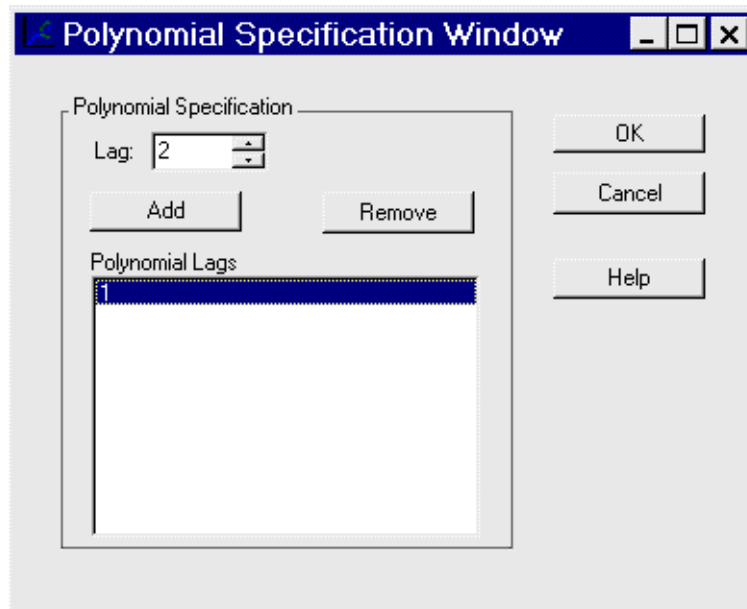 Polynomial Specification Window
Polynomial Specification
Lag: 2
Add
Remove
Polynomial Lags
1
OK
Cancel
Help